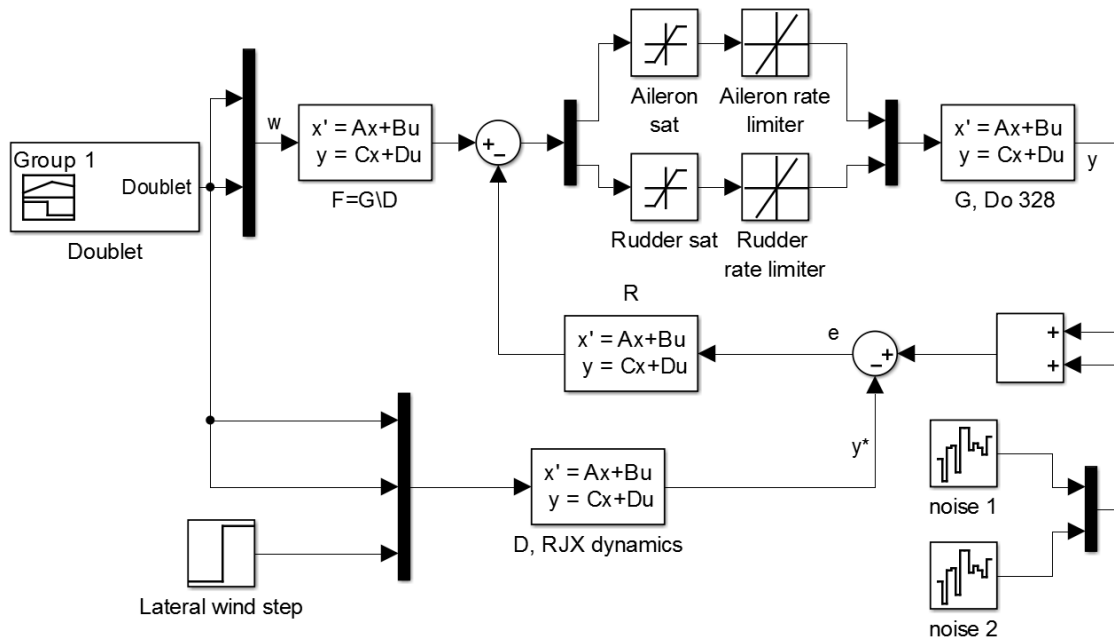 Group 1
Doublet
Doublet
w
x' = Ax+Bu
y = Cx+Du
F=G\D
+
−
Aileron
sat
Aileron rate
limiter
Rudder sat
Rudder
rate limiter
x' = Ax+Bu
y = Cx+Du
G, Do 328
y
R
x' = Ax+Bu
y = Cx+Du
e
+
−
+
+
y*
x' = Ax+Bu
y = Cx+Du
D, RJX dynamics
Lateral wind step
noise 1
noise 2